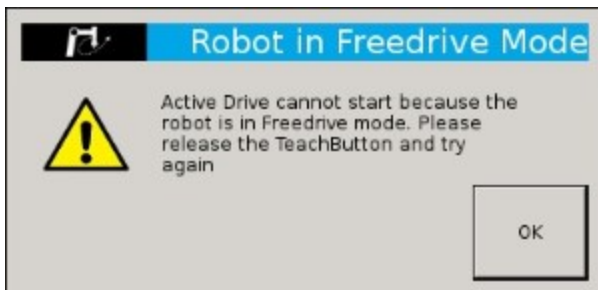 Robot in Freedrive Mode
Active Drive cannot start because the
robot is in Freedrive mode. Please
release the TeachButton and try
again
OK